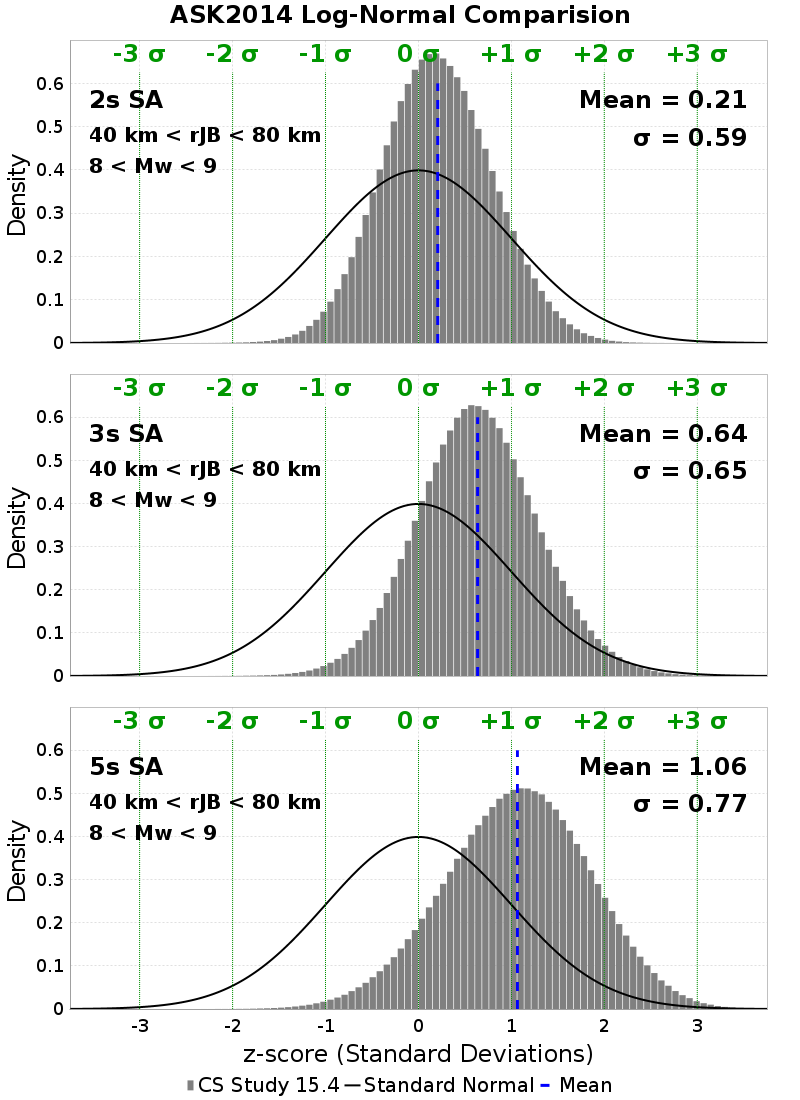 ASK2014 Log-Normal Comparision
-3 σ -2 σ -1 σ 0 σ +1 σ +2 σ +3 σ
2s SA
Mean = 0.21
40 km < rJB < 80 km
σ = 0.59
8 < Mw < 9
0.6
0.5
0.4
0.3
0.2
0.1
0
Density
-3 σ -2 σ -1 σ 0 σ +1 σ +2 σ +3 σ
3s SA
Mean = 0.64
40 km < rJB < 80 km
σ = 0.65
8 < Mw < 9
0.6
0.5
0.4
0.3
0.2
0.1
0
Density
-3 σ -2 σ -1 σ 0 σ +1 σ +2 σ +3 σ
5s SA
Mean = 1.06
40 km < rJB < 80 km
σ = 0.77
8 < Mw < 9
0.6
0.5
0.4
0.3
0.2
0.1
0
Density
-3 -2 -1 0 1 2 3
z-score (Standard Deviations)
CS Study 15.4 Standard Normal Mean